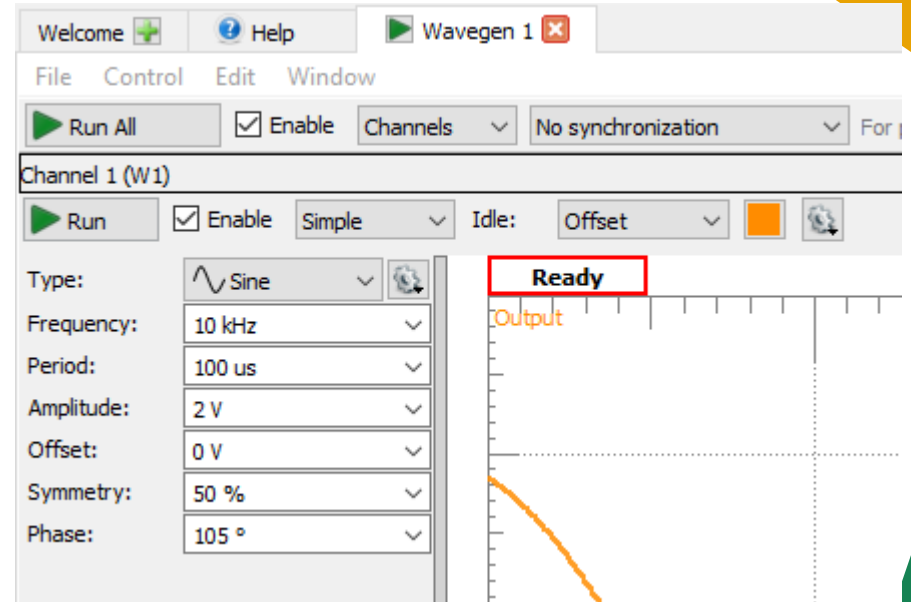 Welcome Help Wavegen 1
File Control Edit Window
Run All Enable Channels No synchronization For
Channel 1 (W1)
Run Enable Simple Idle: Offset
Type: Sine
Ready
Frequency: 10 kHz
Output
Period: 100 us
Amplitude: 2 V
Offset: 0 V
Symmetry: 50 %
Phase: 105 º